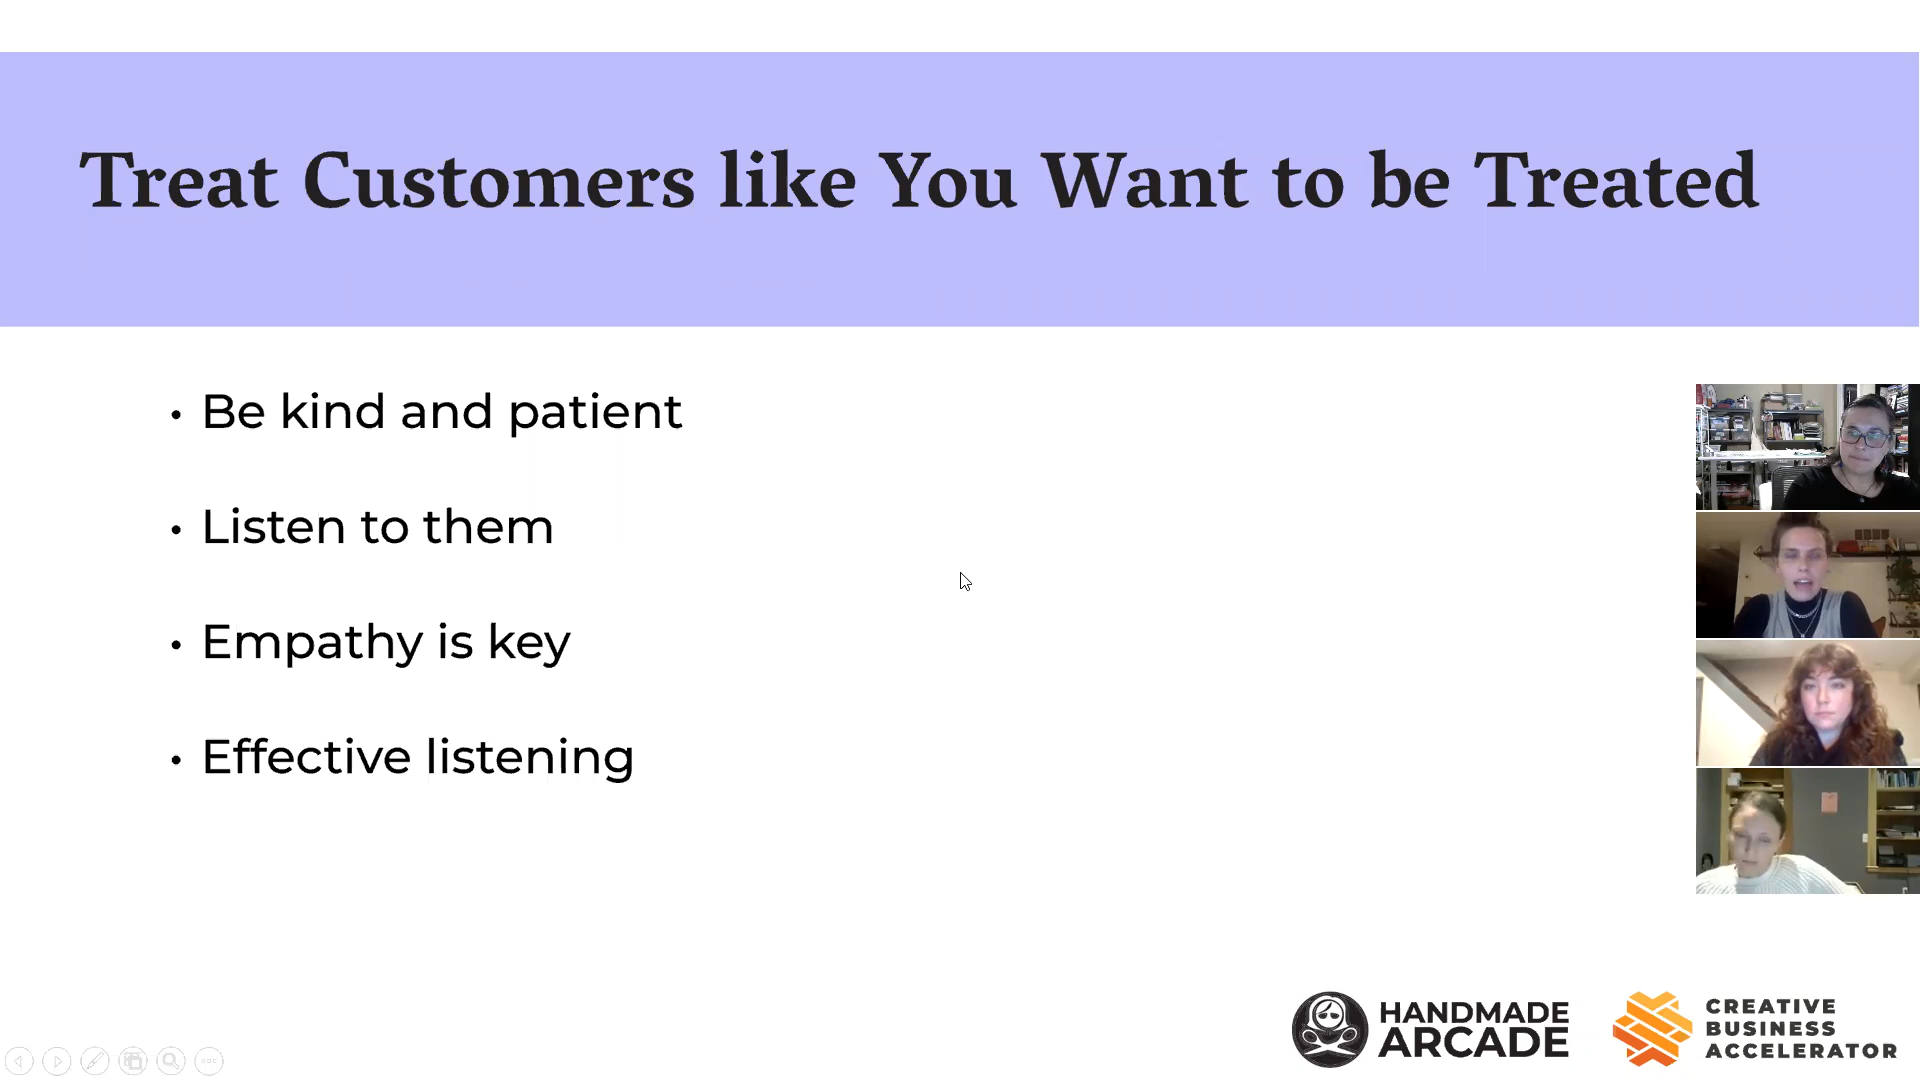 Treat Customers like You Want to be Treated
• Be kind and patient
• Listen to them
• Empathy is key
• Effective listening
HANDMADE
ARCADE
CREATIVE
BUSINESS
ACCELERATOR